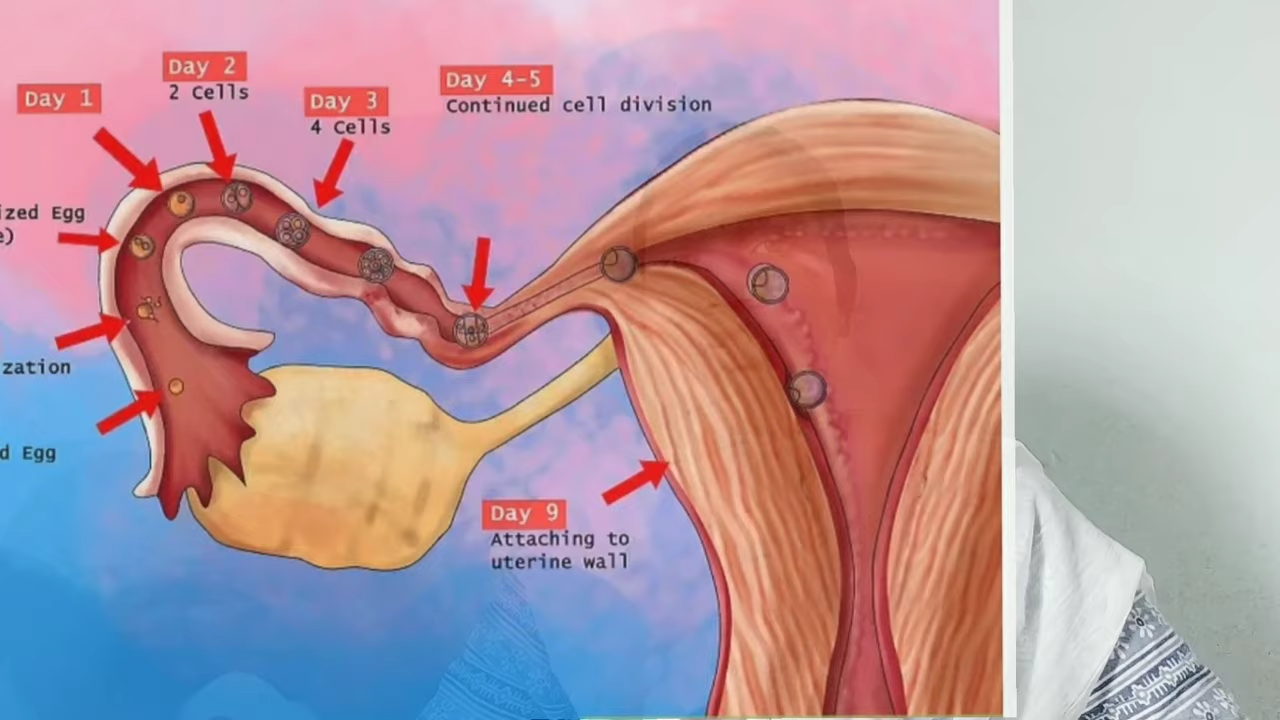 Day 1
Day 2
2 Cells
Day 3
4 Cells
Day 4-5
Continued cell division
ized Egg
e)
zation
d Egg
Day 9
Attaching to
uterine wall